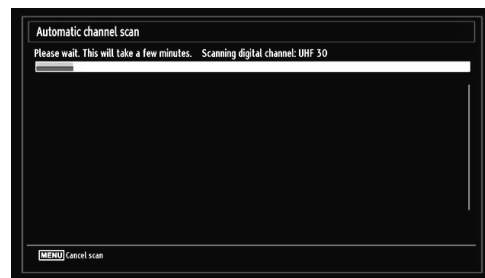 Automatic channel scan
Please wait. This will take a few minutes. Scanning digital channel: UHF 30
MENU Cancel scan